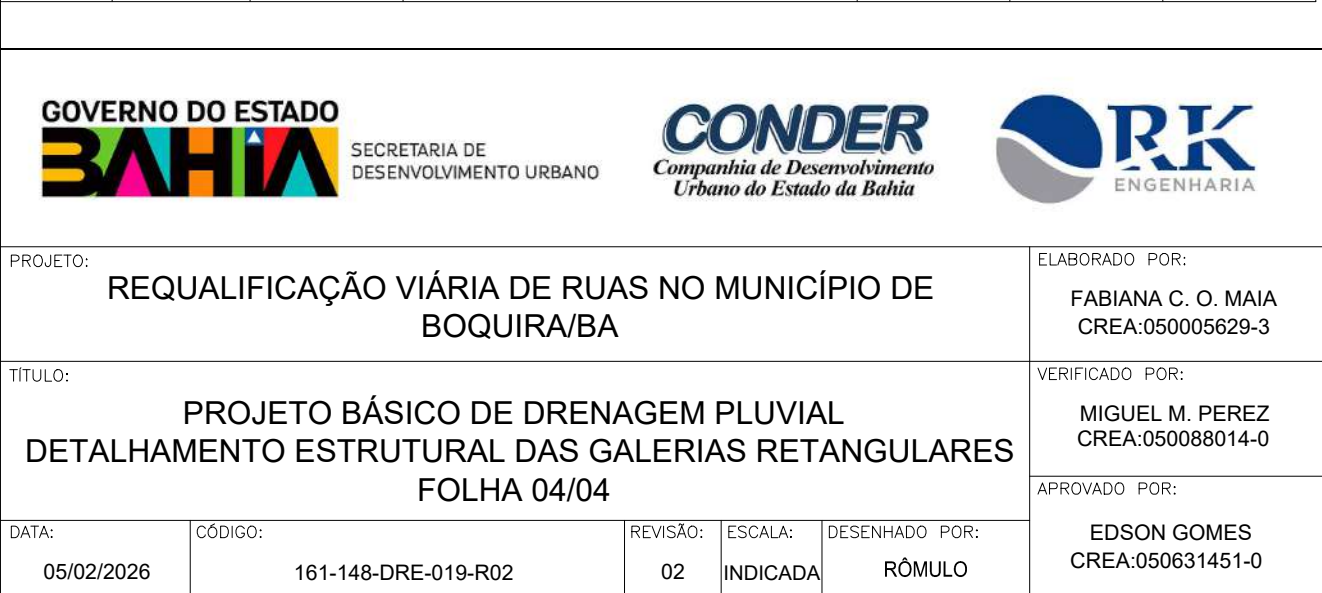 GOVERNO DO ESTADO
BAHIA
SECRETARIA DE
DESENVOLVIMENTO URBANO
CONDER
Companhia de Desenvolvimento
Urbano do Estado da Bahia
RK
ENGENHARIA
PROJETO:
REQUALIFICAÇÃO VIÁRIA DE RUAS NO MUNICÍPIO DE
BOQUIRA/BA
ELABORADO POR:
FABIANA C. O. MAIA
CREA:050005629-3
TÍTULO:
PROJETO BÁSICO DE DRENAGEM PLUVIAL
DETALHAMENTO ESTRUTURAL DAS GALERIAS RETANGULARES
FOLHA 04/04
VERIFICADO POR:
MIGUEL M. PEREZ
CREA:050088014-0
APROVADO POR:
EDSON GOMES
CREA:050631451-0
DATA:
05/02/2026
CÓDIGO:
161-148-DRE-019-R02
REVISÃO:
02
ESCALA:
INDICADA
DESENHADO POR:
RÔMULO